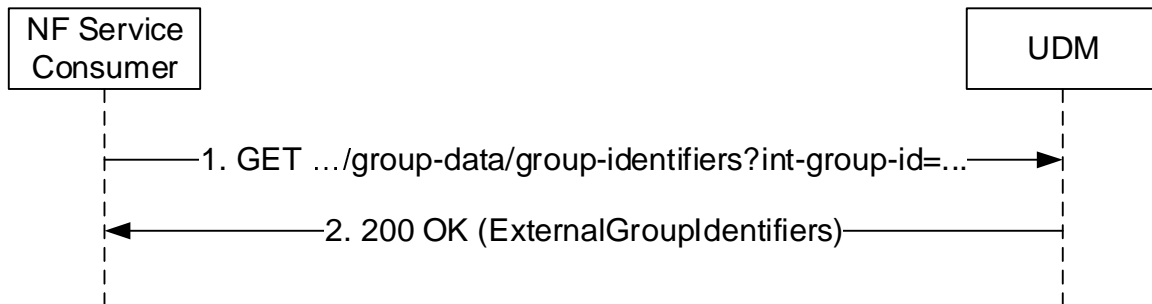 NF Service
Consumer
UDM
1. GET …/group-data/group-identifiers?int-group-id=...
2. 200 OK (ExternalGroupIdentifiers)